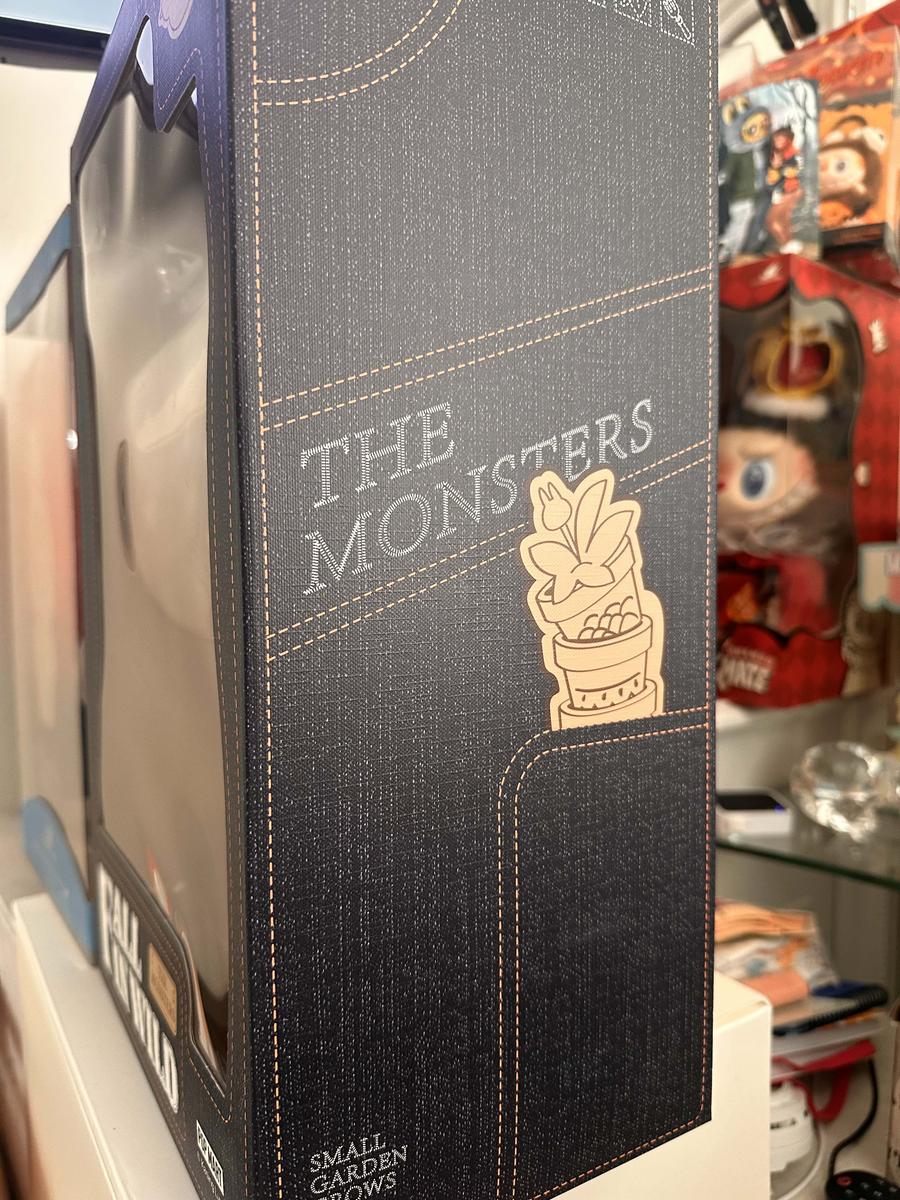 THE
MONSTERS
FALL
IN WILD
SMALL
GARDEN
GROWS